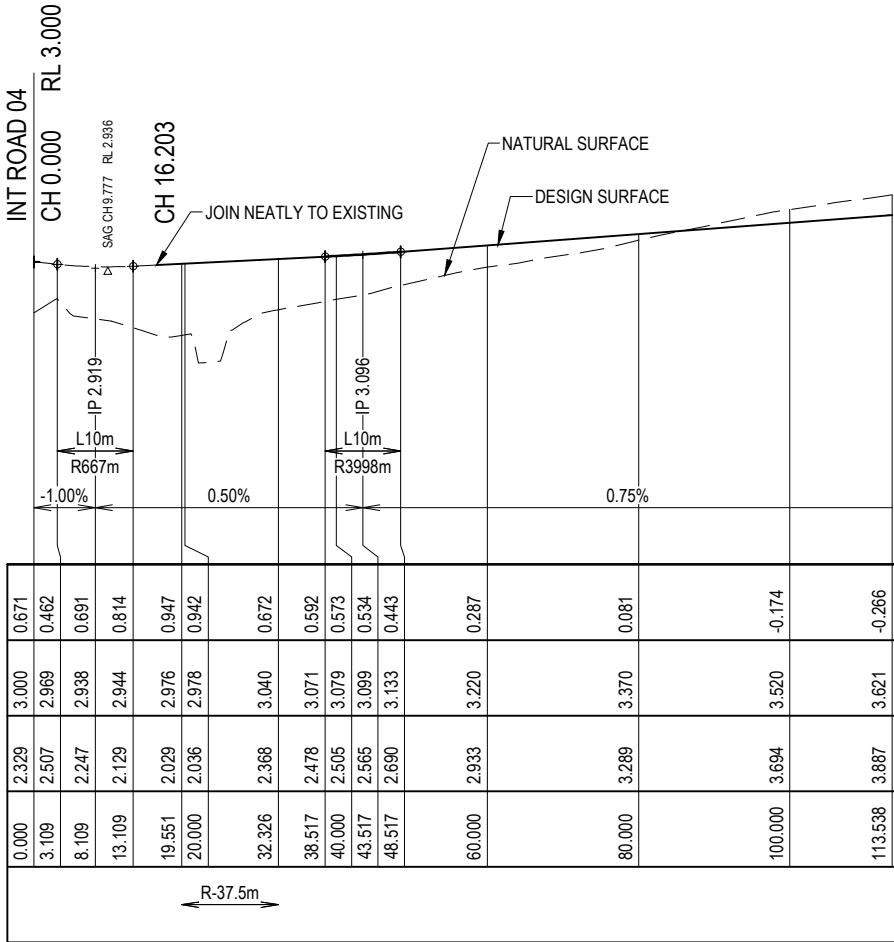 INT ROAD 04
CH 0.000 RL 3.000
SAG CH 9.777 RL 2.936
CH 16.203
JOIN NEATLY TO EXISTING
NATURAL SURFACE
DESIGN SURFACE
IP 2.919
IP 3.096
L10m
R667m
L10m
R3998m
-1.00%
0.50%
0.75%
0.671 0.462 0.691 0.814 0.947 0.942 0.672 0.592 0.573 0.534 0.443 0.287 0.081 -0.174 -0.266
3.000 2.969 2.938 2.944 2.976 2.978 3.040 3.071 3.079 3.099 3.133 3.220 3.370 3.520 3.621
2.329 2.507 2.247 2.129 2.029 2.036 2.368 2.478 2.505 2.565 2.690 2.933 3.289 3.694 3.887
0.000 3.109 8.109 13.109 19.551 20.000 32.326 38.517 40.000 43.517 48.517 60.000 80.000 100.000 113.538
R-37.5m